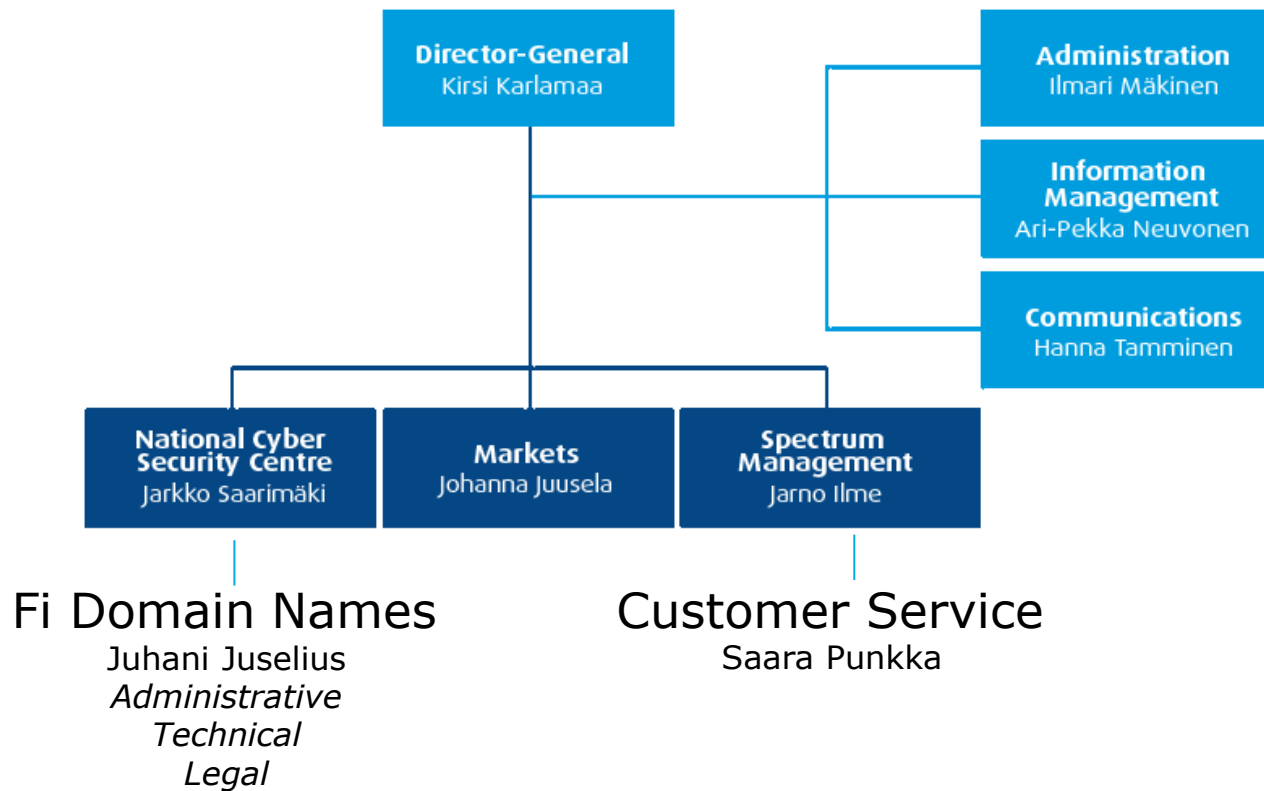 Director-General
Kirsi Karlamaa
Administration
Ilmari Mäkinen
Information
Management
Ari-Pekka Neuvonen
Communications
Hanna Tamminen
National Cyber
Security Centre
Jarkko Saarimäki
Markets
Johanna Juusela
Spectrum
Management
Jarno Ilme
Fi Domain Names
Juhani Juselius
Administrative
Technical
Legal
Customer Service
Saara Punkka